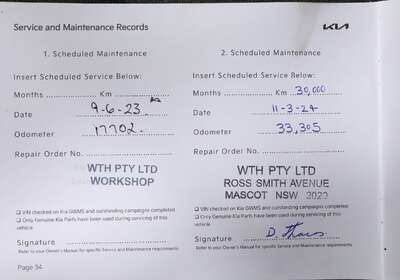 Service and Maintenance Records
KIA
1. Scheduled Maintenance
Insert Scheduled Service Below:
Months .................... Km ....................
Date 9-6-23
Odometer 17702.
Repair Order No. ....................
WTH PTY LTD
WORKSHOP
VIN checked on Kia GWMS and outstanding campaigns completed
Only Genuine Kia Parts have been used during servicing of this
vehicle
Signature ....................
Refer to your Owner's Manual for specific Service and Maintenance requirements.
Page 34
2. Scheduled Maintenance
Insert Scheduled Service Below:
Months .................... Km 30,000
Date 11-3-24
Odometer 33,305
Repair Order No. ....................
WTH PTY LTD
ROSS SMITH AVENUE
MASCOT NSW 2020
VIN checked on Kia GWMS and outstanding campaigns completed
Only Genuine Kia Parts have been used during servicing of this
vehicle
Signature
Refer to your Owner's Manual for specific Service and Maintenance requirements.